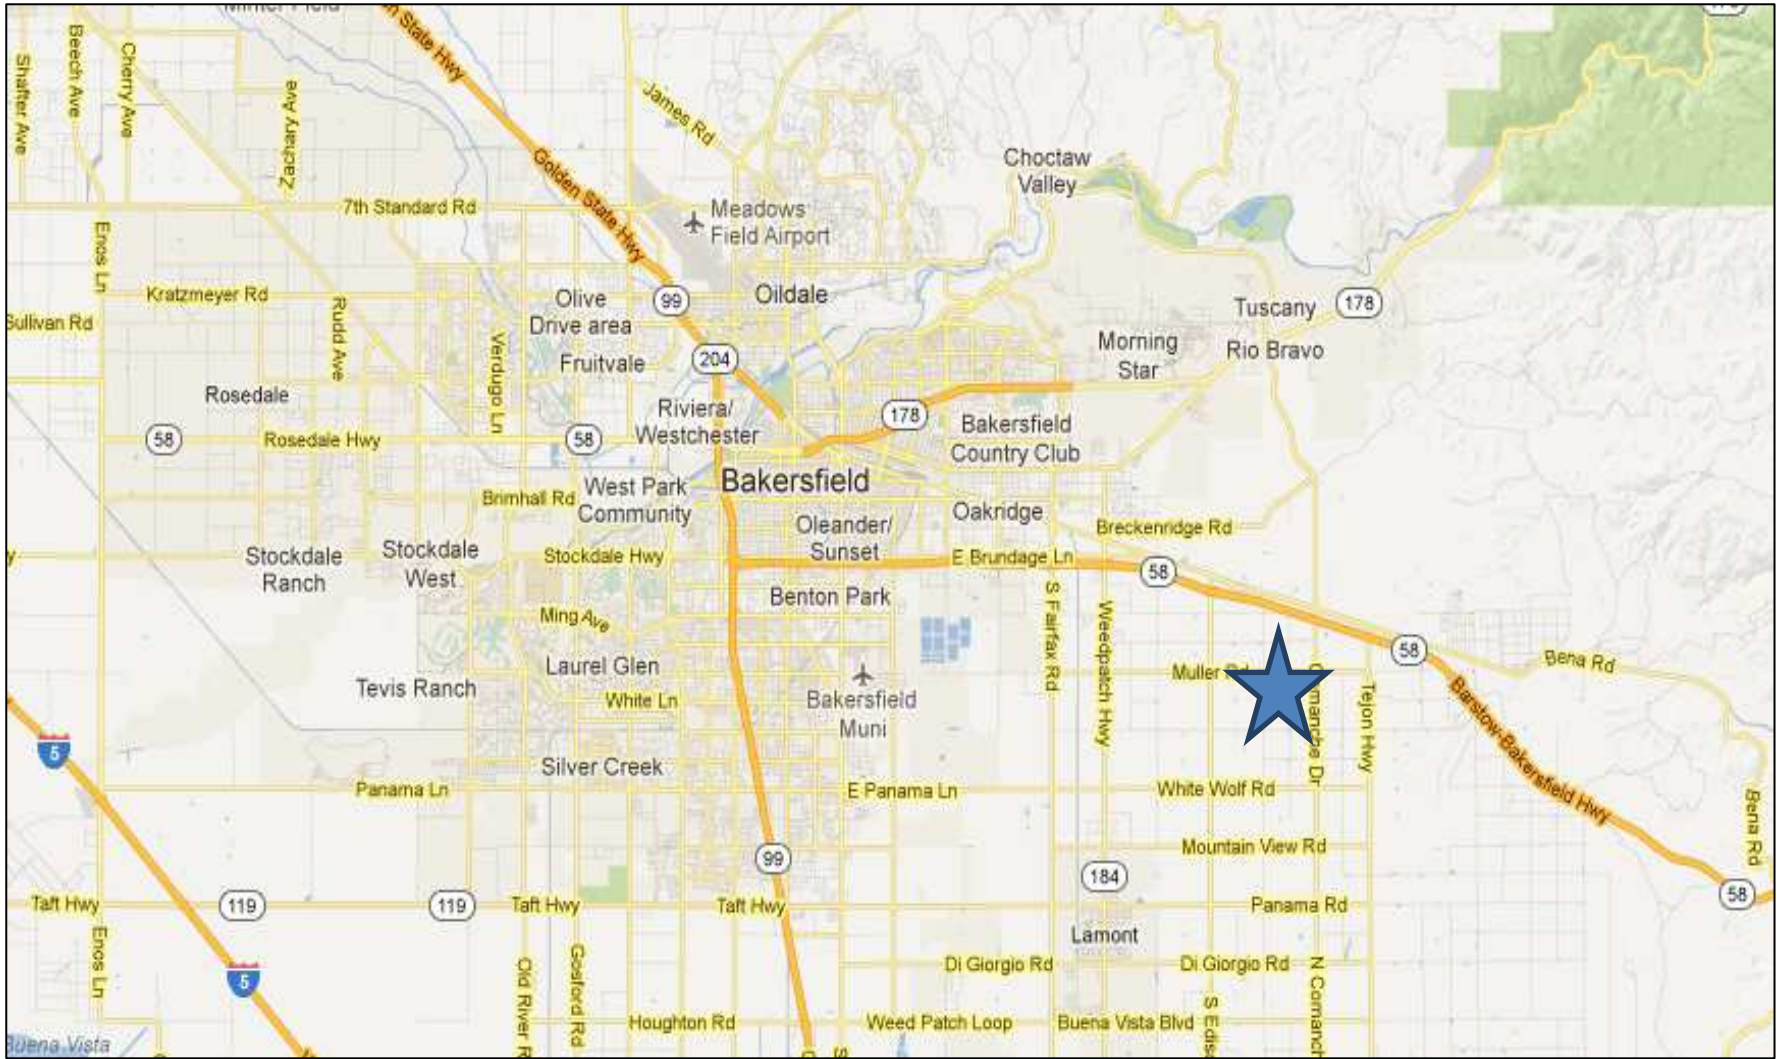 Minter Field
n State Hwy
Shafter Ave
Beech Ave
Cherry Ave
Zachary Ave
James Rd
Golden State Hwy
Choctaw
Valley
7th Standard Rd
Meadows
Field Airport
Enos Ln
Kratzmeyer Rd
Sullivan Rd
Rudd Ave
Olive
Drive area
99
Oildale
Tuscany
178
Verdugo Ln
Fruitvale
204
Morning
Star
Rio Bravo
Rosedale
Riviera/
Westchester
178
Bakersfield
Country Club
58
Rosedale Hwy
58
Bakersfield
Brimhall Rd
West Park
Community
Oleander/
Sunset
Oakridge
Breckenridge Rd
y
Stockdale
Ranch
Stockdale
West
Stockdale Hwy
E Brundage Ln
58
Ming Ave
Benton Park
S Fairfax Rd
Weedpatch Hwy
Laurel Glen
Muller
58
Bena Rd
Tevis Ranch
White Ln
Bakersfield
Muni
omanche Dr
Tejon Hwy
Barstow-Bakersfield Hwy
5
Silver Creek
Panama Ln
E Panama Ln
White Wolf Rd
Bena Rd
Mountain View Rd
99
184
58
Taft Hwy
119
119
Taft Hwy
Taft Hwy
Panama Rd
Enos Ln
Lamont
5
Old River R
Gosford Rd
Di Giorgio Rd
Di Giorgio Rd
N Comanch
S Edis
Houghton Rd
Weed Patch Loop
Buena Vista Blvd
Buena Vista